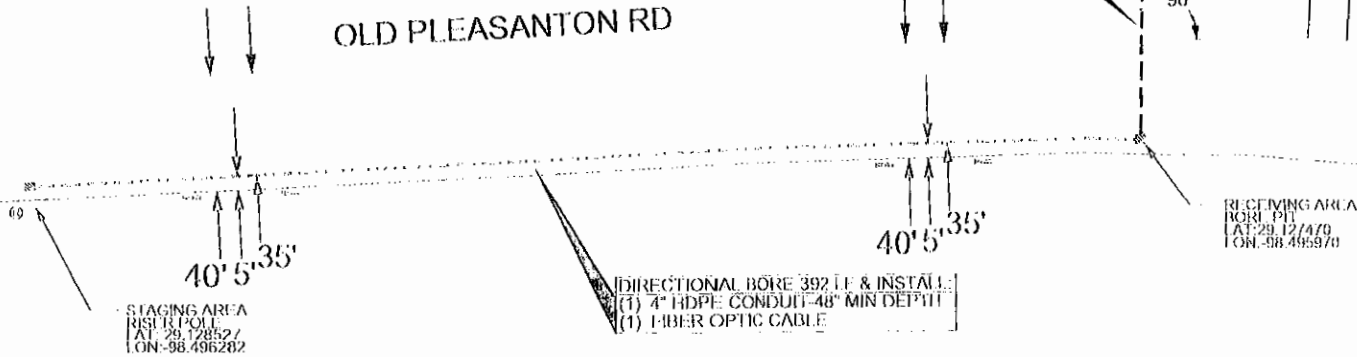 OLD PLEASANTON RD
90°
40' 5' 35'
40' 5' 35'
STAGING AREA
RISER POLE
LAT: 29.128527
LON:-98.496282
DIRECTIONAL BORE 392 LF & INSTALL:
(1) 4" HDPE CONDUIT-48" MIN DEPTH
(1) FIBER OPTIC CABLE
RECEIVING AREA
BORE PIT
LAT:29.127470
LON.-98.495970